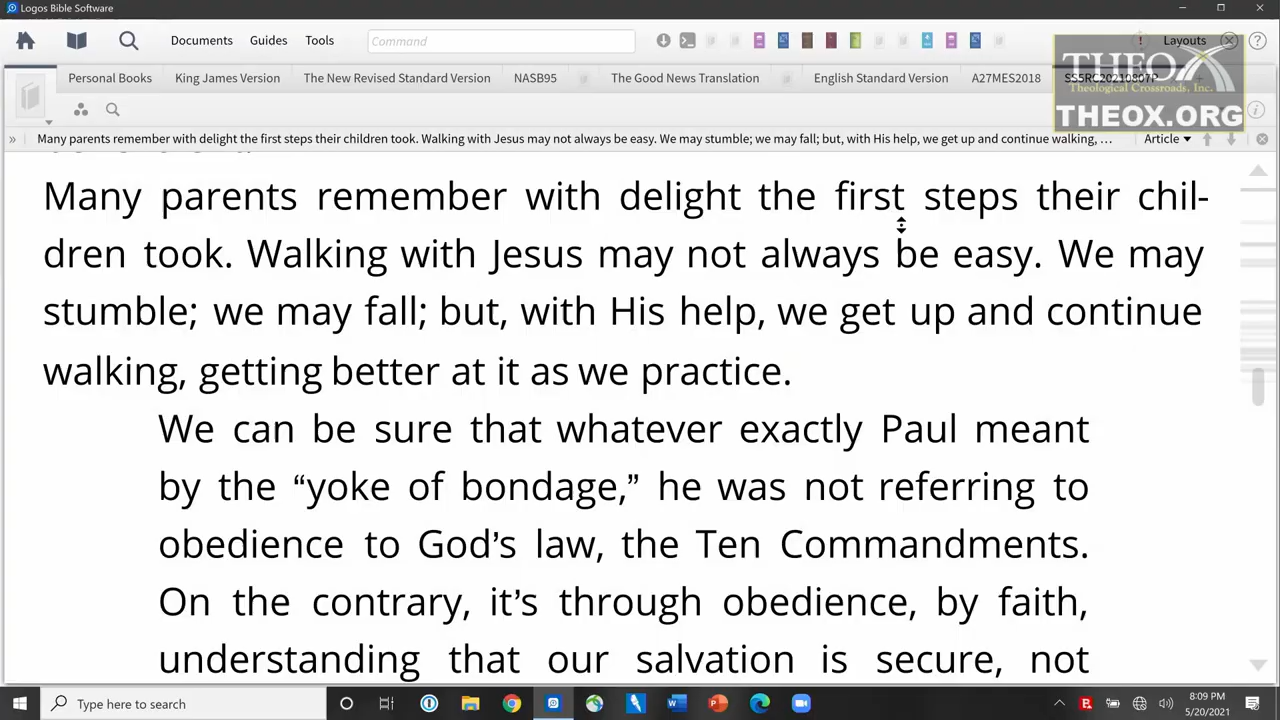 Logos Bible Software
Documents Guides Tools Command Layouts
Personal Books King James Version The New Revised Standard Version NASB95 The Good News Translation English Standard Version A27MES2018 SS5RC20210807P
THEOX
Theological Crossroads, Inc.
THEOX.ORG
Many parents remember with delight the first steps their children took. Walking with Jesus may not always be easy. We may stumble; we may fall; but, with His help, we get up and continue walking, ... Article
Many parents remember with delight the first steps their chil-
dren took. Walking with Jesus may not always be easy. We may
stumble; we may fall; but, with His help, we get up and continue
walking, getting better at it as we practice.
We can be sure that whatever exactly Paul meant
by the “yoke of bondage,” he was not referring to
obedience to God’s law, the Ten Commandments.
On the contrary, it’s through obedience, by faith,
understanding that our salvation is secure, not
Type here to search
8:09 PM
5/20/2021